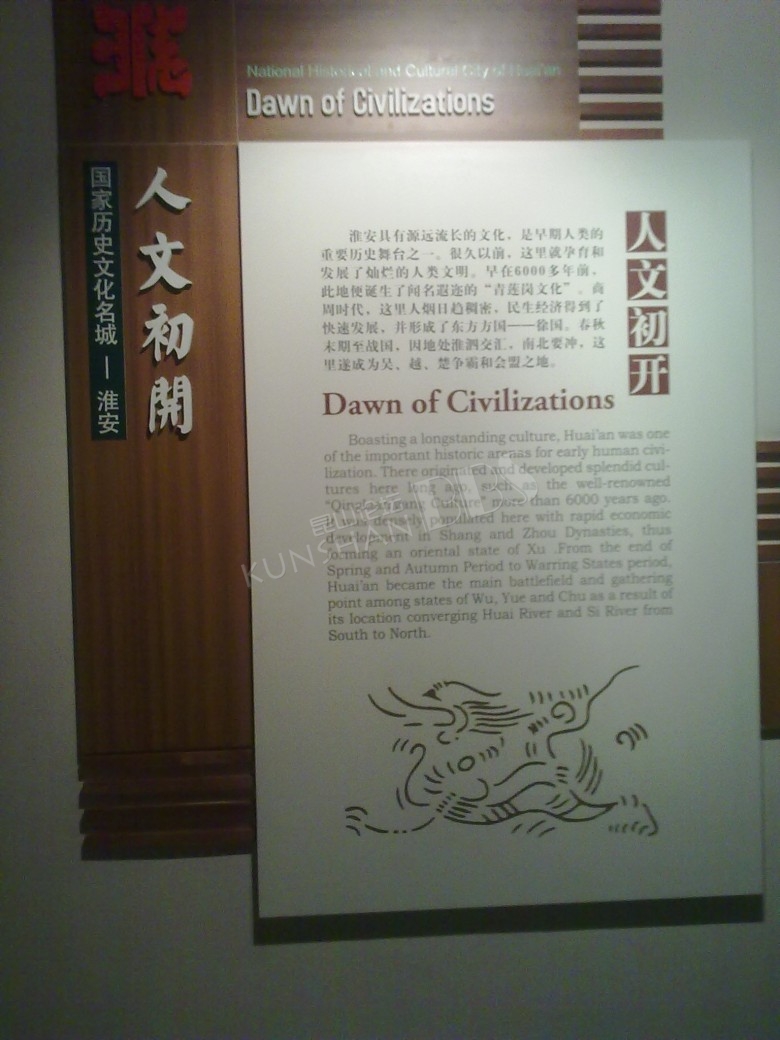 National Historical and Cultural City of Huai'an
Dawn of Civilizations
国家历史文化名城 — 淮安
人文初開
人文初开
淮安具有源远流长的文化，是早期人类的
重要历史舞台之一。很久以前，这里就孕育和
发展了灿烂的人类文明。早在6000多年前，
此地便诞生了闻名遐迩的“青莲岗文化”。商
周时代，这里人烟日趋稠密，民生经济得到了
快速发展，并形成了东方方国——徐国。春秋
末期至战国，因地处淮泗交汇，南北要冲，这
里遂成为吴、越、楚争霸和会盟之地。
Dawn of Civilizations
Boasting a longstanding culture, Huai'an was one
of the important historic arenas for early human civi-
lization. There originated and developed splendid cul-
tures here long ago, such as the well-renowned
"Qingliangang Culture" more than 6000 years ago.
It was densely populated here with rapid economic
development in Shang and Zhou Dynasties, thus
forming an oriental state of Xu .From the end of
Spring and Autumn Period to Warring States period,
Huai'an became the main battlefield and gathering
point among states of Wu, Yue and Chu as a result of
its location converging Huai River and Si River from
South to North.
昆山论坛
KUNSHAN BBS